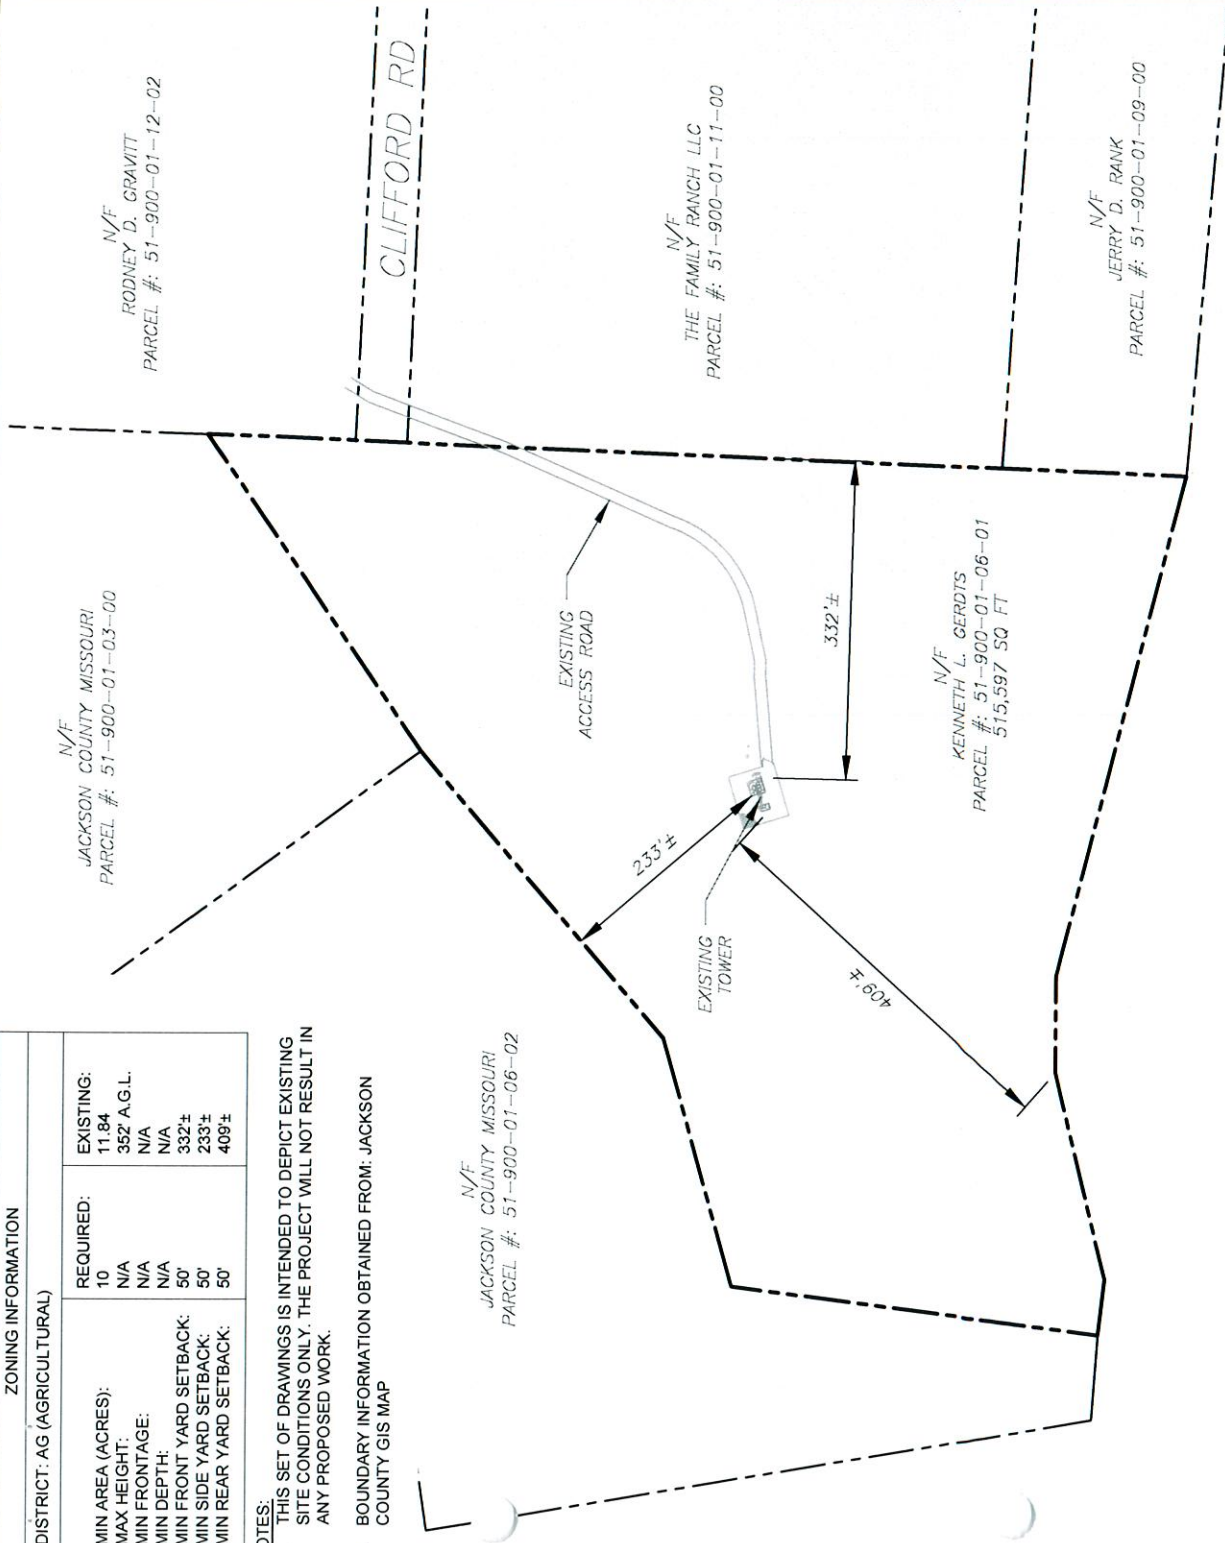 ZONING INFORMATION
DISTRICT: AG (AGRICULTURAL)
REQUIRED: EXISTING:
MIN AREA (ACRES): 10 11.84
MAX HEIGHT: N/A 352' A.G.L.
MIN FRONTAGE: N/A N/A
MIN DEPTH: N/A N/A
MIN FRONT YARD SETBACK: 50' 332'±
MIN SIDE YARD SETBACK: 50' 233'±
MIN REAR YARD SETBACK: 50' 409'±
OTES:
THIS SET OF DRAWINGS IS INTENDED TO DEPICT EXISTING
SITE CONDITIONS ONLY. THE PROJECT WILL NOT RESULT IN
ANY PROPOSED WORK.
BOUNDARY INFORMATION OBTAINED FROM: JACKSON
COUNTY GIS MAP
N/F
JACKSON COUNTY MISSOURI
PARCEL #: 51-900-01-03-00
N/F
RODNEY D. GRAVITT
PARCEL #: 51-900-01-12-02
CLIFFORD RD
N/F
JACKSON COUNTY MISSOURI
PARCEL #: 51-900-01-06-02
EXISTING
ACCESS ROAD
233'±
EXISTING
TOWER
332'±
409'±
N/F
THE FAMILY RANCH LLC
PARCEL #: 51-900-01-11-00
N/F
KENNETH L. GERDTS
PARCEL #: 51-900-01-06-01
515,597 SQ FT
N/F
JERRY D. RANK
PARCEL #: 51-900-01-09-00